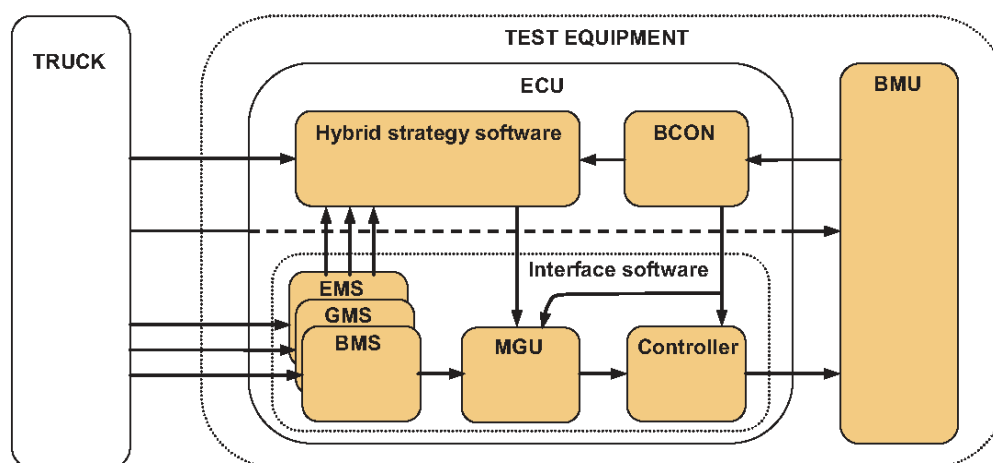 TEST EQUIPMENT
TRUCK
ECU
BMU
Hybrid strategy software
BCON
Interface software
EMS
GMS
BMS
MGU
Controller